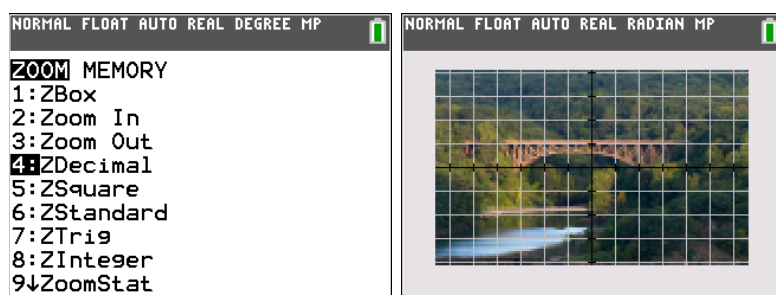 NORMAL FLOAT AUTO REAL DEGREE MP
ZOOM MEMORY
1:ZBox
2:Zoom In
3:Zoom Out
4:ZDecimal
5:ZSquare
6:ZStandard
7:ZTrig
8:ZInteger
9↓ZoomStat
NORMAL FLOAT AUTO REAL RADIAN MP